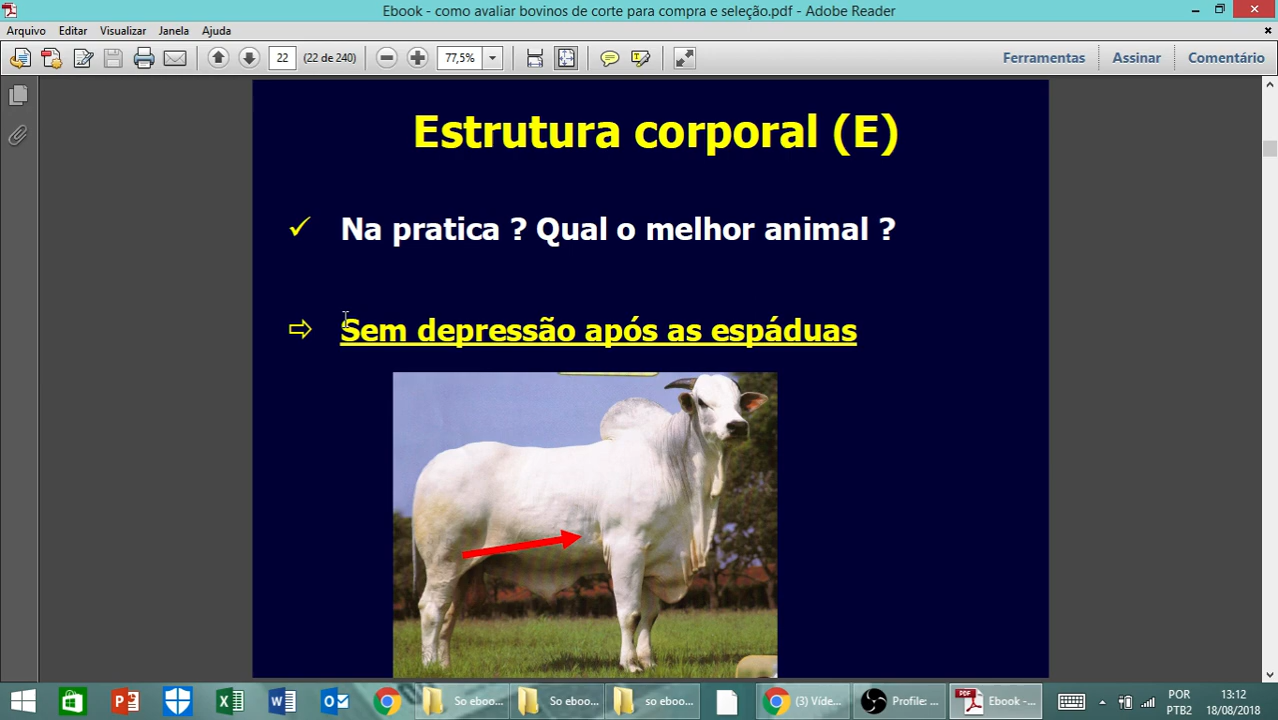 Ebook - como avaliar bovinos de corte para compra e seleção.pdf - Adobe Reader
Arquivo Editar Visualizar Janela Ajuda
22 (22 de 240) 77,5% Ferramentas Assinar Comentário
Estrutura corporal (E)
Na pratica ? Qual o melhor animal ?
Sem depressão após as espáduas
So eboo... So eboo... so eboo... (3) Víde... Profile: ... Ebook -... POR 13:12
PTB2 18/08/2018